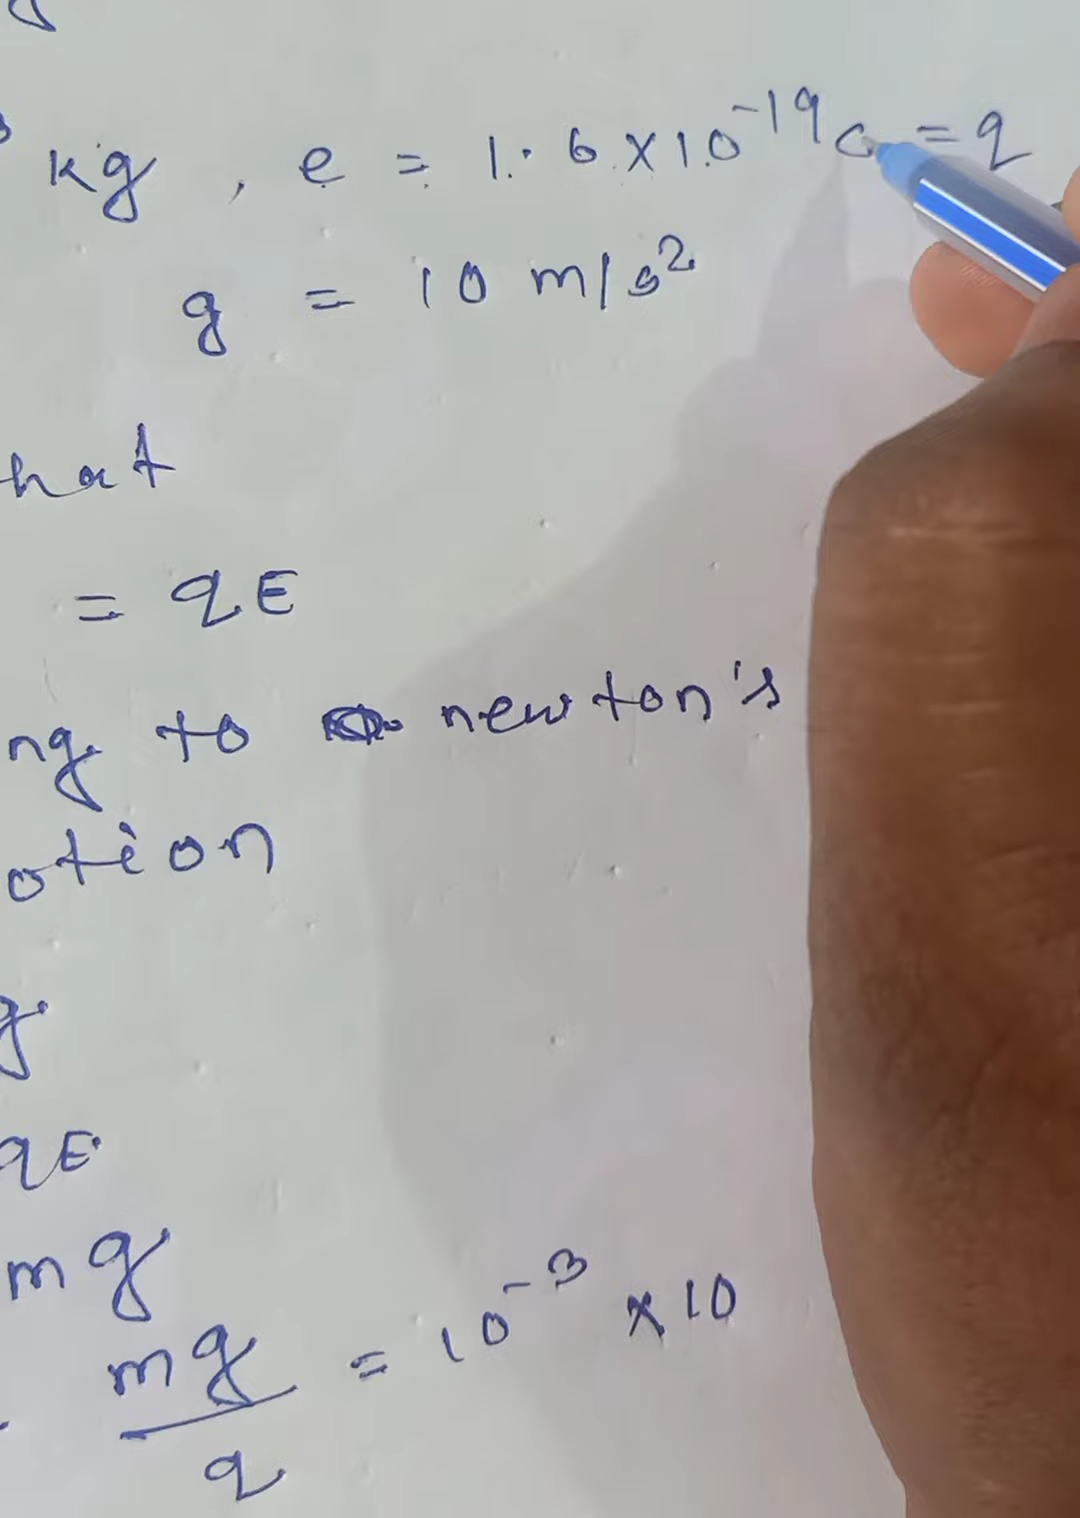 kg, e = 1.6 × 10⁻¹⁹ C = q
g = 10 m/s²
hat
= qE
ng to newton's
otion
g
qE
mg
mg/q = 10⁻³ × 10